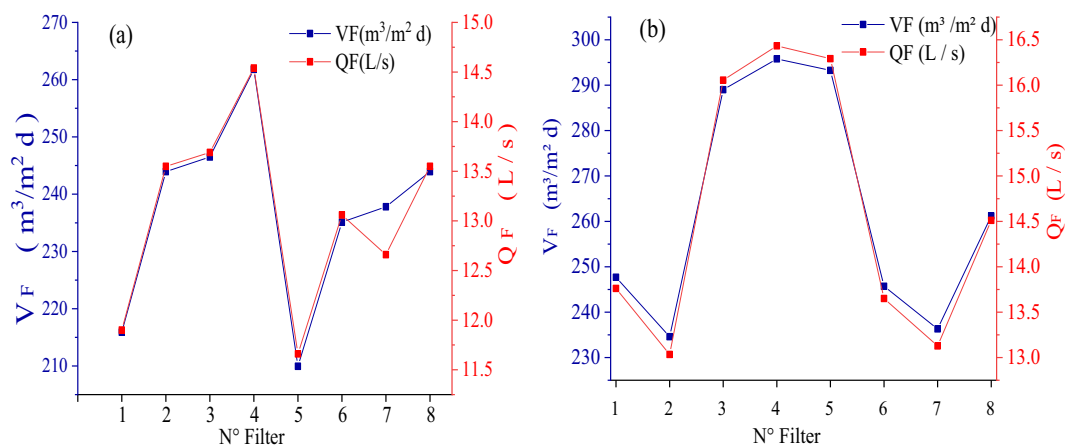 (a)
VF(m³/m² d)
QF(L/s)
270
260
250
240
230
220
210
V F ( m³/m² d)
15.0
14.5
14.0
13.5
13.0
12.5
12.0
11.5
Q F ( L / s)
1 2 3 4 5 6 7 8
N° Filter
(b)
VF (m³ /m² d)
QF (L / s)
300
295
290
280
270
260
250
240
230
VF (m³/m² d)
16.5
16.0
15.5
15.0
14.5
14.0
13.5
13.0
QF (L/s)
1 2 3 4 5 6 7 8
N° Filter